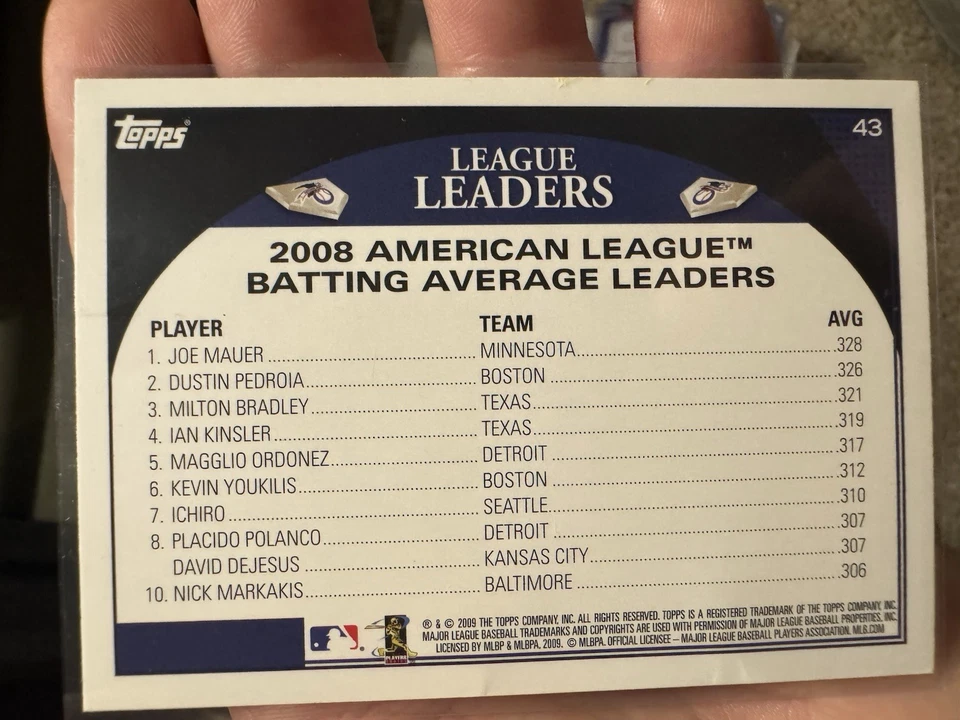 Topps®
43
LEAGUE
LEADERS
2008 AMERICAN LEAGUE™
BATTING AVERAGE LEADERS
PLAYER TEAM AVG
1. JOE MAUER ........ MINNESOTA ........ .328
2. DUSTIN PEDROIA ........ BOSTON ........ .326
3. MILTON BRADLEY ........ TEXAS ........ .321
4. IAN KINSLER ........ TEXAS ........ .319
5. MAGGLIO ORDONEZ ........ DETROIT ........ .317
6. KEVIN YOUKILIS ........ BOSTON ........ .312
7. ICHIRO ........ SEATTLE ........ .310
8. PLACIDO POLANCO ........ DETROIT ........ .307
DAVID DEJESUS ........ KANSAS CITY ........ .307
10. NICK MARKAKIS ........ BALTIMORE ........ .306
® & © 2009 THE TOPPS COMPANY, INC. ALL RIGHTS RESERVED. TOPPS IS A REGISTERED TRADEMARK OF THE TOPPS COMPANY, INC.
MAJOR LEAGUE BASEBALL TRADEMARKS AND COPYRIGHTS ARE USED WITH PERMISSION OF MAJOR LEAGUE BASEBALL PROPERTIES, INC.
LICENSED BY MLBP & MLBPA, 2009. © MLBPA. OFFICIAL LICENSEE – MAJOR LEAGUE BASEBALL PLAYERS ASSOCIATION. MLB.COM
PLAYERS